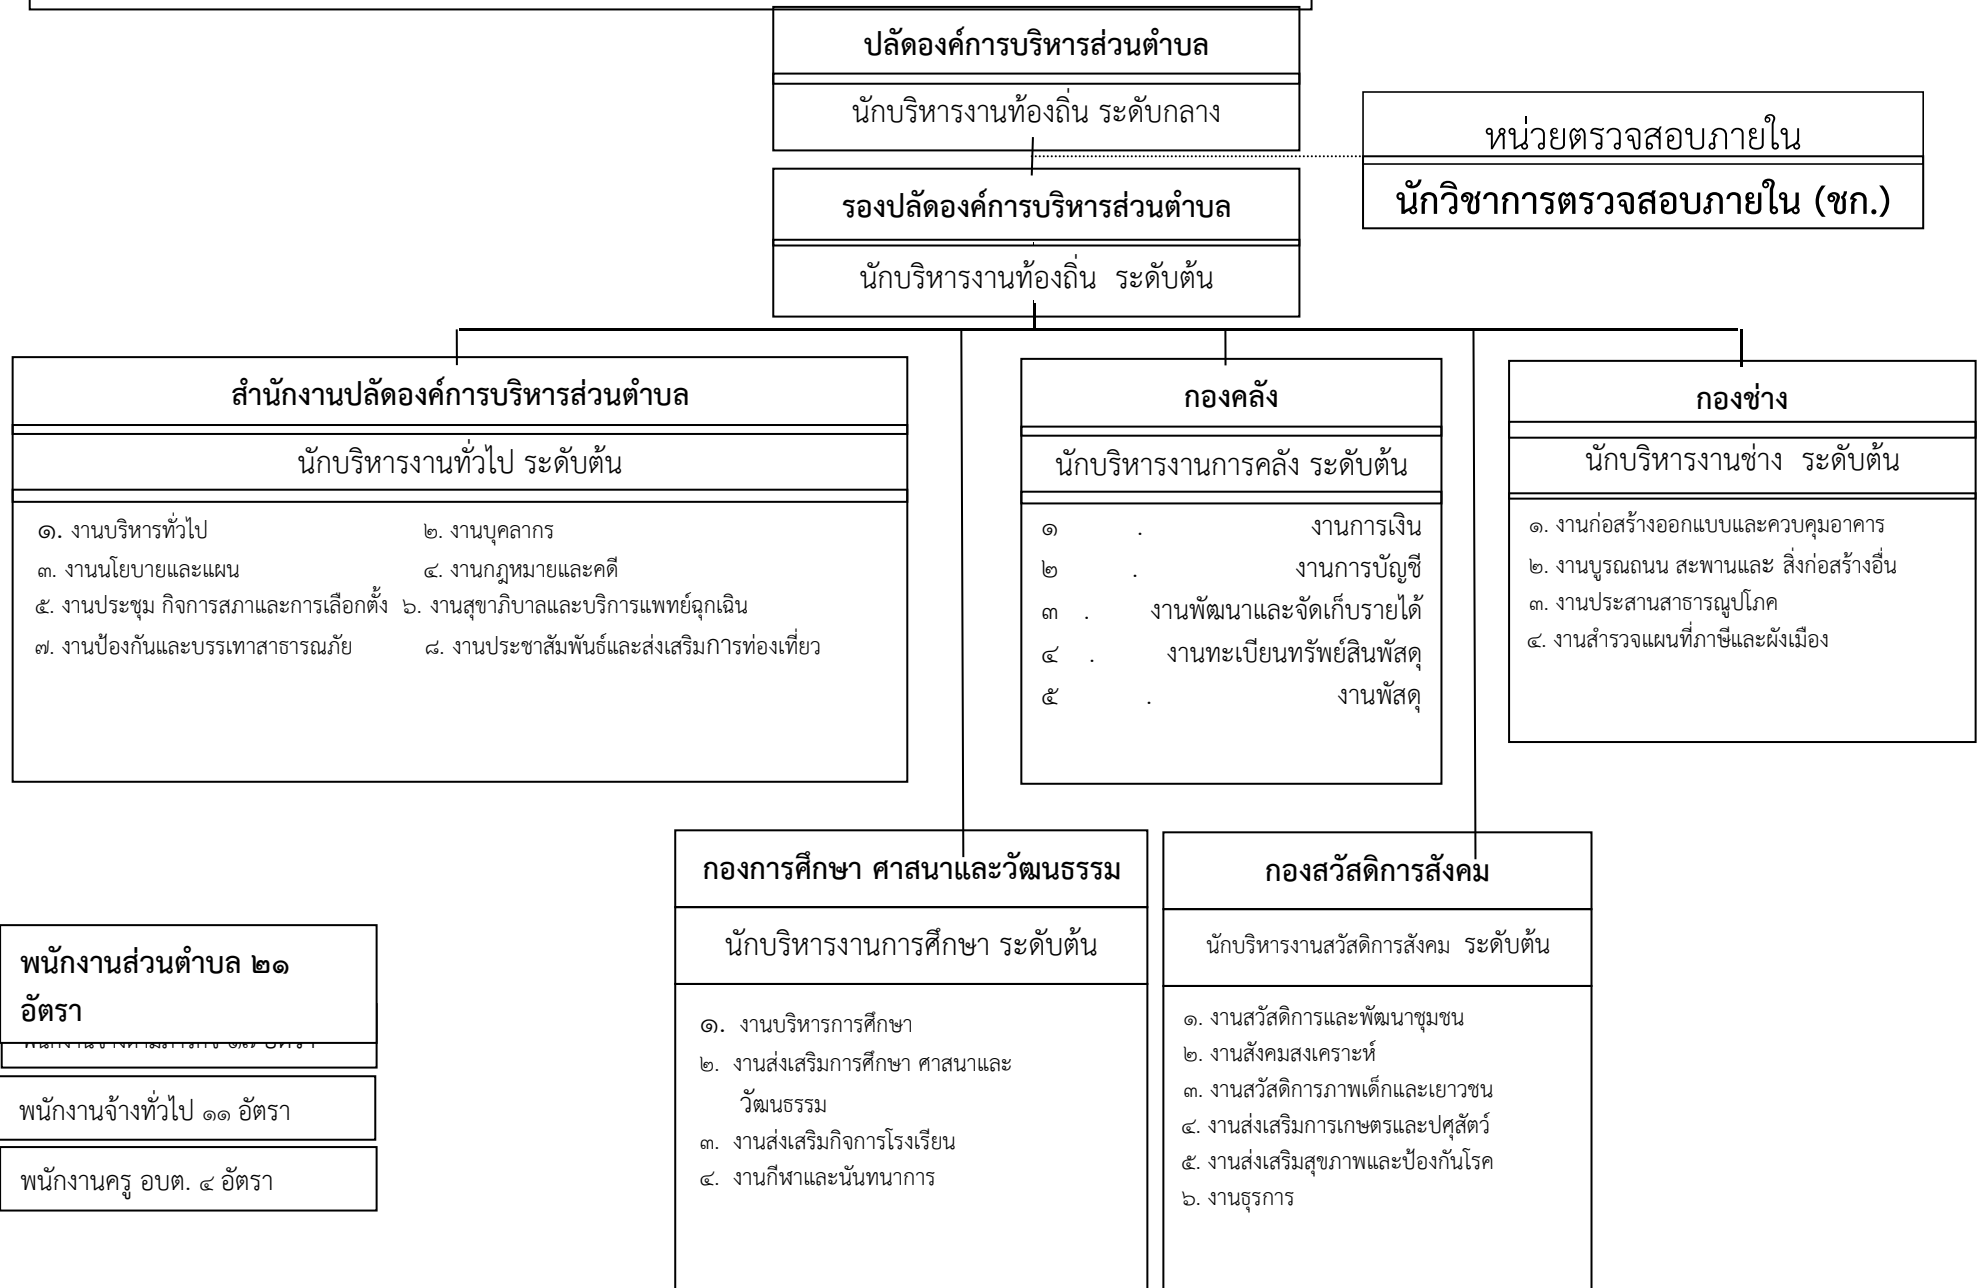 ปลัดองค์การบริหารส่วนตำบล
นักบริหารงานท้องถิ่น ระดับกลาง
หน่วยตรวจสอบภายใน
นักวิชาการตรวจสอบภายใน (ชก.)
รองปลัดองค์การบริหารส่วนตำบล
นักบริหารงานท้องถิ่น ระดับต้น
สำนักงานปลัดองค์การบริหารส่วนตำบล
นักบริหารงานทั่วไป ระดับต้น
๑. งานบริหารทั่วไป ๒. งานบุคลากร
๓. งานนโยบายและแผน ๔. งานกฎหมายและคดี
๕. งานประชุม กิจการสภาและการเลือกตั้ง ๖. งานสุขาภิบาลและบริการแพทย์ฉุกเฉิน
๗. งานป้องกันและบรรเทาสาธารณภัย ๘. งานประชาสัมพันธ์และส่งเสริมการท่องเที่ยว
กองคลัง
นักบริหารงานการคลัง ระดับต้น
๑ . งานการเงิน
๒ . งานการบัญชี
๓ . งานพัฒนาและจัดเก็บรายได้
๔ . งานทะเบียนทรัพย์สินพัสดุ
๕ . งานพัสดุ
กองช่าง
นักบริหารงานช่าง ระดับต้น
๑. งานก่อสร้างออกแบบและควบคุมอาคาร
๒. งานบูรณถนน สะพานและ สิ่งก่อสร้างอื่น
๓. งานประสานสาธารณูปโภค
๔. งานสำรวจแผนที่ภาษีและผังเมือง
กองการศึกษา ศาสนาและวัฒนธรรม
นักบริหารงานการศึกษา ระดับต้น
๑. งานบริหารการศึกษา
๒. งานส่งเสริมการศึกษา ศาสนาและ
วัฒนธรรม
๓. งานส่งเสริมกิจการโรงเรียน
๔. งานกีฬาและนันทนาการ
กองสวัสดิการสังคม
นักบริหารงานสวัสดิการสังคม ระดับต้น
๑. งานสวัสดิการและพัฒนาชุมชน
๒. งานสังคมสงเคราะห์
๓. งานสวัสดิการภาพเด็กและเยาวชน
๔. งานส่งเสริมการเกษตรและปศุสัตว์
๕. งานส่งเสริมสุขภาพและป้องกันโรค
๖. งานธุรการ
พนักงานส่วนตำบล ๒๑
อัตรา
พนักงานจ้างทั่วไป ๑๑ อัตรา
พนักงานครู อบต. ๔ อัตรา